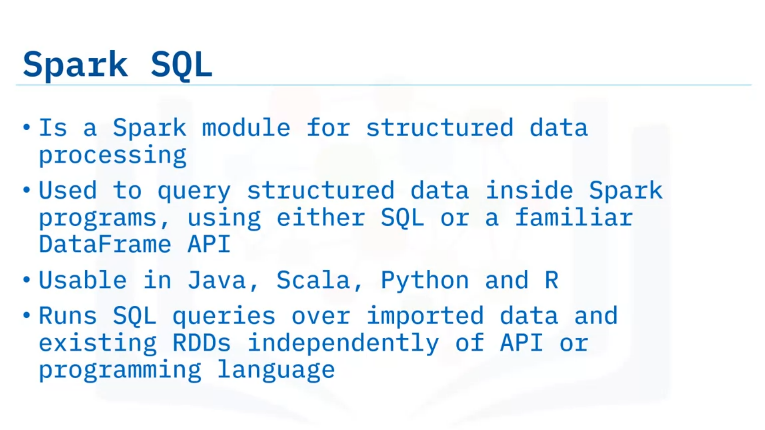 Spark SQL
• Is a Spark module for structured data
processing
• Used to query structured data inside Spark
programs, using either SQL or a familiar
DataFrame API
• Usable in Java, Scala, Python and R
• Runs SQL queries over imported data and
existing RDDs independently of API or
programming language